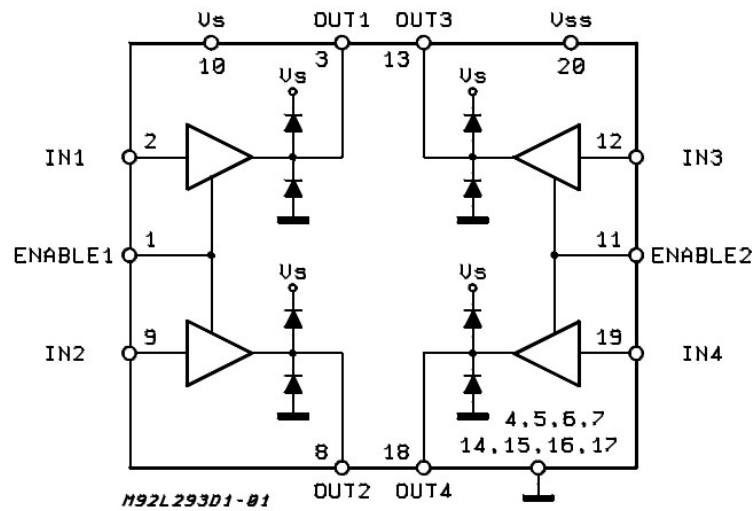 Vs OUT1 OUT3 Vss
10 3 13 20
Vs Vs
2 12
IN1 IN3
1 11
ENABLE1 ENABLE2
Vs Vs
9 19
IN2 IN4
4,5,6,7
8 18 14,15,16,17
OUT2 OUT4
M92L293D1-01